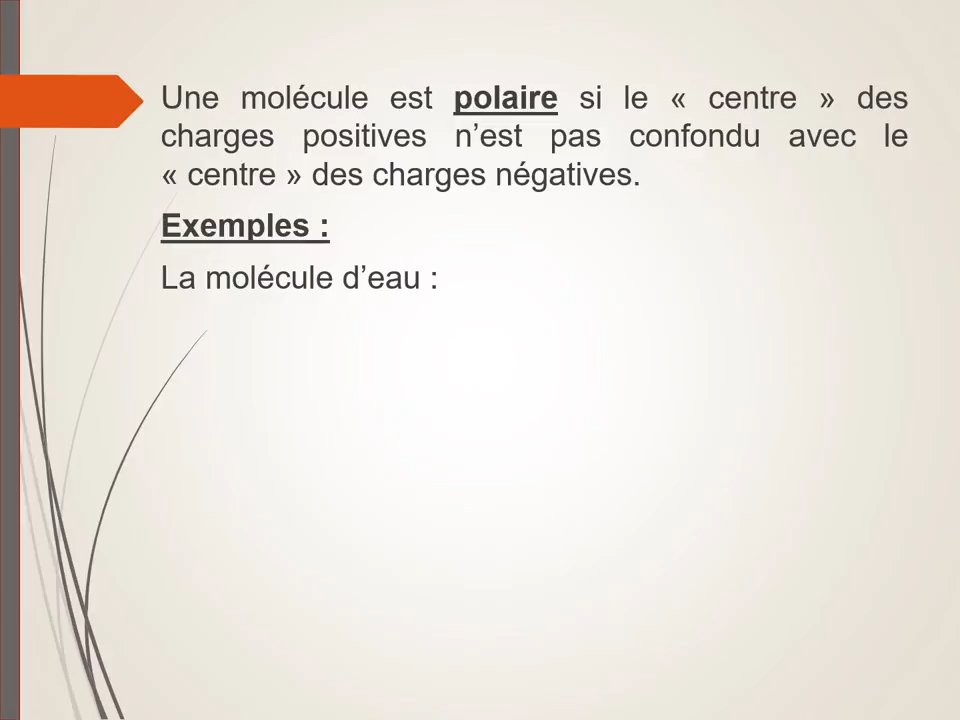 Une molécule est polaire si le « centre » des
charges positives n’est pas confondu avec le
« centre » des charges négatives.
Exemples :
La molécule d’eau :